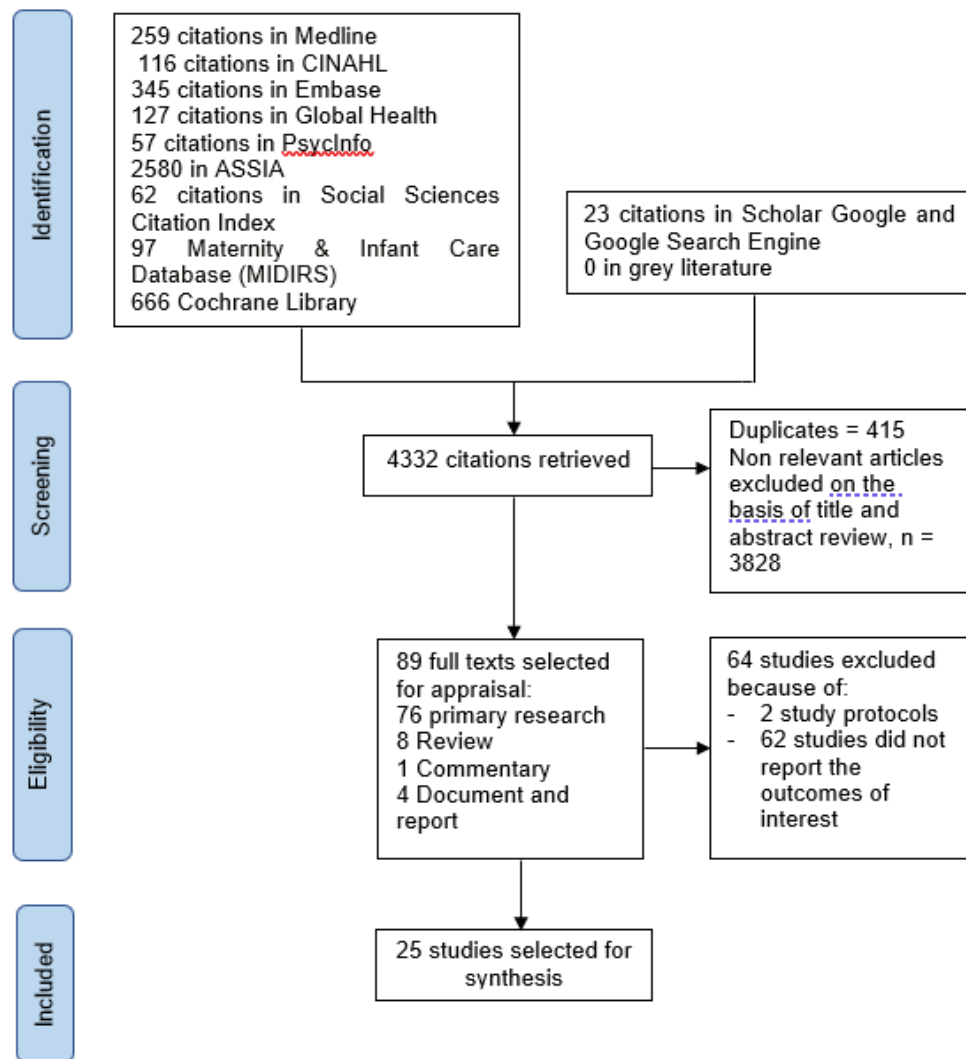 Identification
259 citations in Medline
116 citations in CINAHL
345 citations in Embase
127 citations in Global Health
57 citations in PsycInfo
2580 in ASSIA
62 citations in Social Sciences
Citation Index
97 Maternity & Infant Care
Database (MIDIRS)
666 Cochrane Library
23 citations in Scholar Google and
Google Search Engine
0 in grey literature
Screening
4332 citations retrieved
Duplicates = 415
Non relevant articles
excluded on the
basis of title and
abstract review, n =
3828
Eligibility
89 full texts selected
for appraisal:
76 primary research
8 Review
1 Commentary
4 Document and
report
64 studies excluded
because of:
- 2 study protocols
- 62 studies did not
report the
outcomes of
interest
Included
25 studies selected for
synthesis